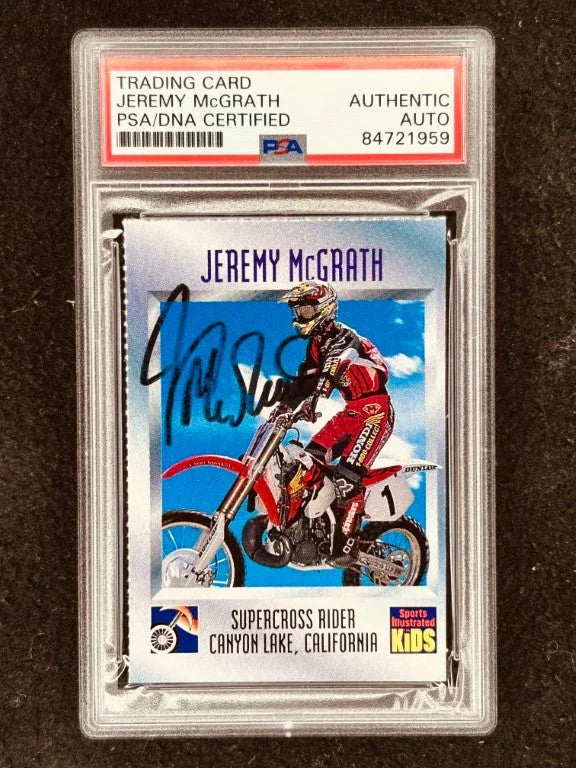 TRADING CARD
JEREMY McGRATH
PSA/DNA CERTIFIED
AUTHENTIC
AUTO
84721959
PSA
JEREMY McGRATH
HONDA
DUNLOP
1
SUPERCROSS RIDER
CANYON LAKE, CALIFORNIA
Sports
Illustrated
KiDS